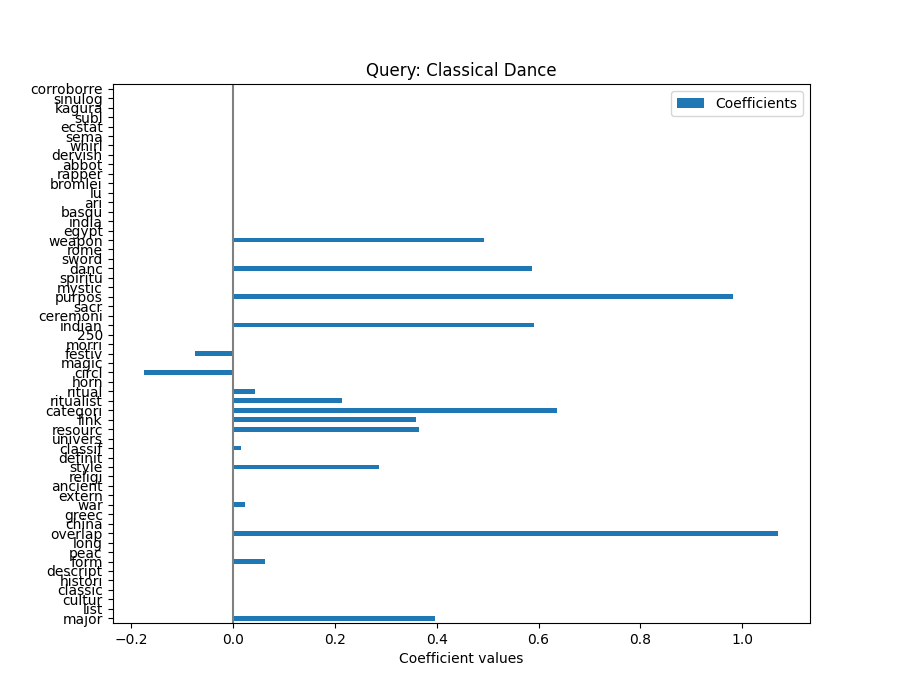 Query: Classical Dance
Coefficients
corroborre
sinulog
kagura
subl
ecstat
sema
whirl
dervish
abbot
rapper
bromlei
lu
ari
basqu
india
egypt
weapon
rome
sword
danc
spiritu
mystic
purpos
sacr
ceremoni
indian
250
morri
festiv
magic
circl
horn
ritual
ritualist
categori
link
resourc
univers
classif
definit
style
religi
ancient
extern
war
greec
china
overlap
long
peac
form
descript
histori
classic
cultur
list
major
−0.2 0.0 0.2 0.4 0.6 0.8 1.0
Coefficient values